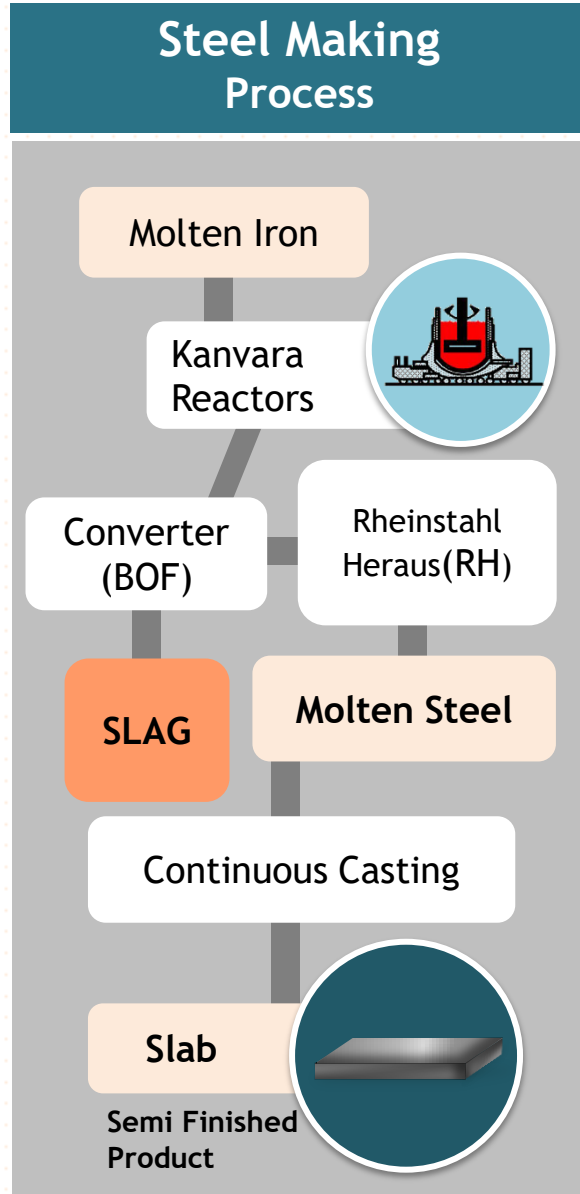 Steel Making
Process
Molten Iron
Kanvara
Reactors
Converter
(BOF)
Rheinstahl
Heraus(RH)
SLAG
Molten Steel
Continuous Casting
Slab
Semi Finished
Product